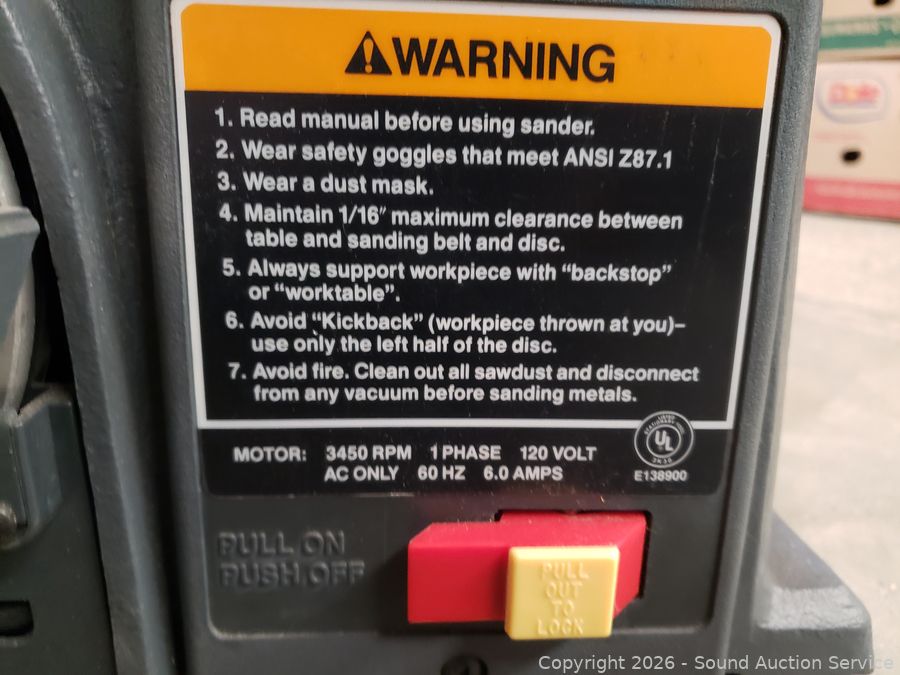 WARNING
1. Read manual before using sander.
2. Wear safety goggles that meet ANSI Z87.1
3. Wear a dust mask.
4. Maintain 1/16″ maximum clearance between
table and sanding belt and disc.
5. Always support workpiece with “backstop”
or “worktable”.
6. Avoid “Kickback” (workpiece thrown at you)–
use only the left half of the disc.
7. Avoid fire. Clean out all sawdust and disconnect
from any vacuum before sanding metals.
MOTOR: 3450 RPM 1 PHASE 120 VOLT
AC ONLY 60 HZ 6.0 AMPS
LISTED
UL
E138900
PULL ON
PUSH OFF
PULL
OUT
TO
LOCK
Dole
Copyright 2026 - Sound Auction Service